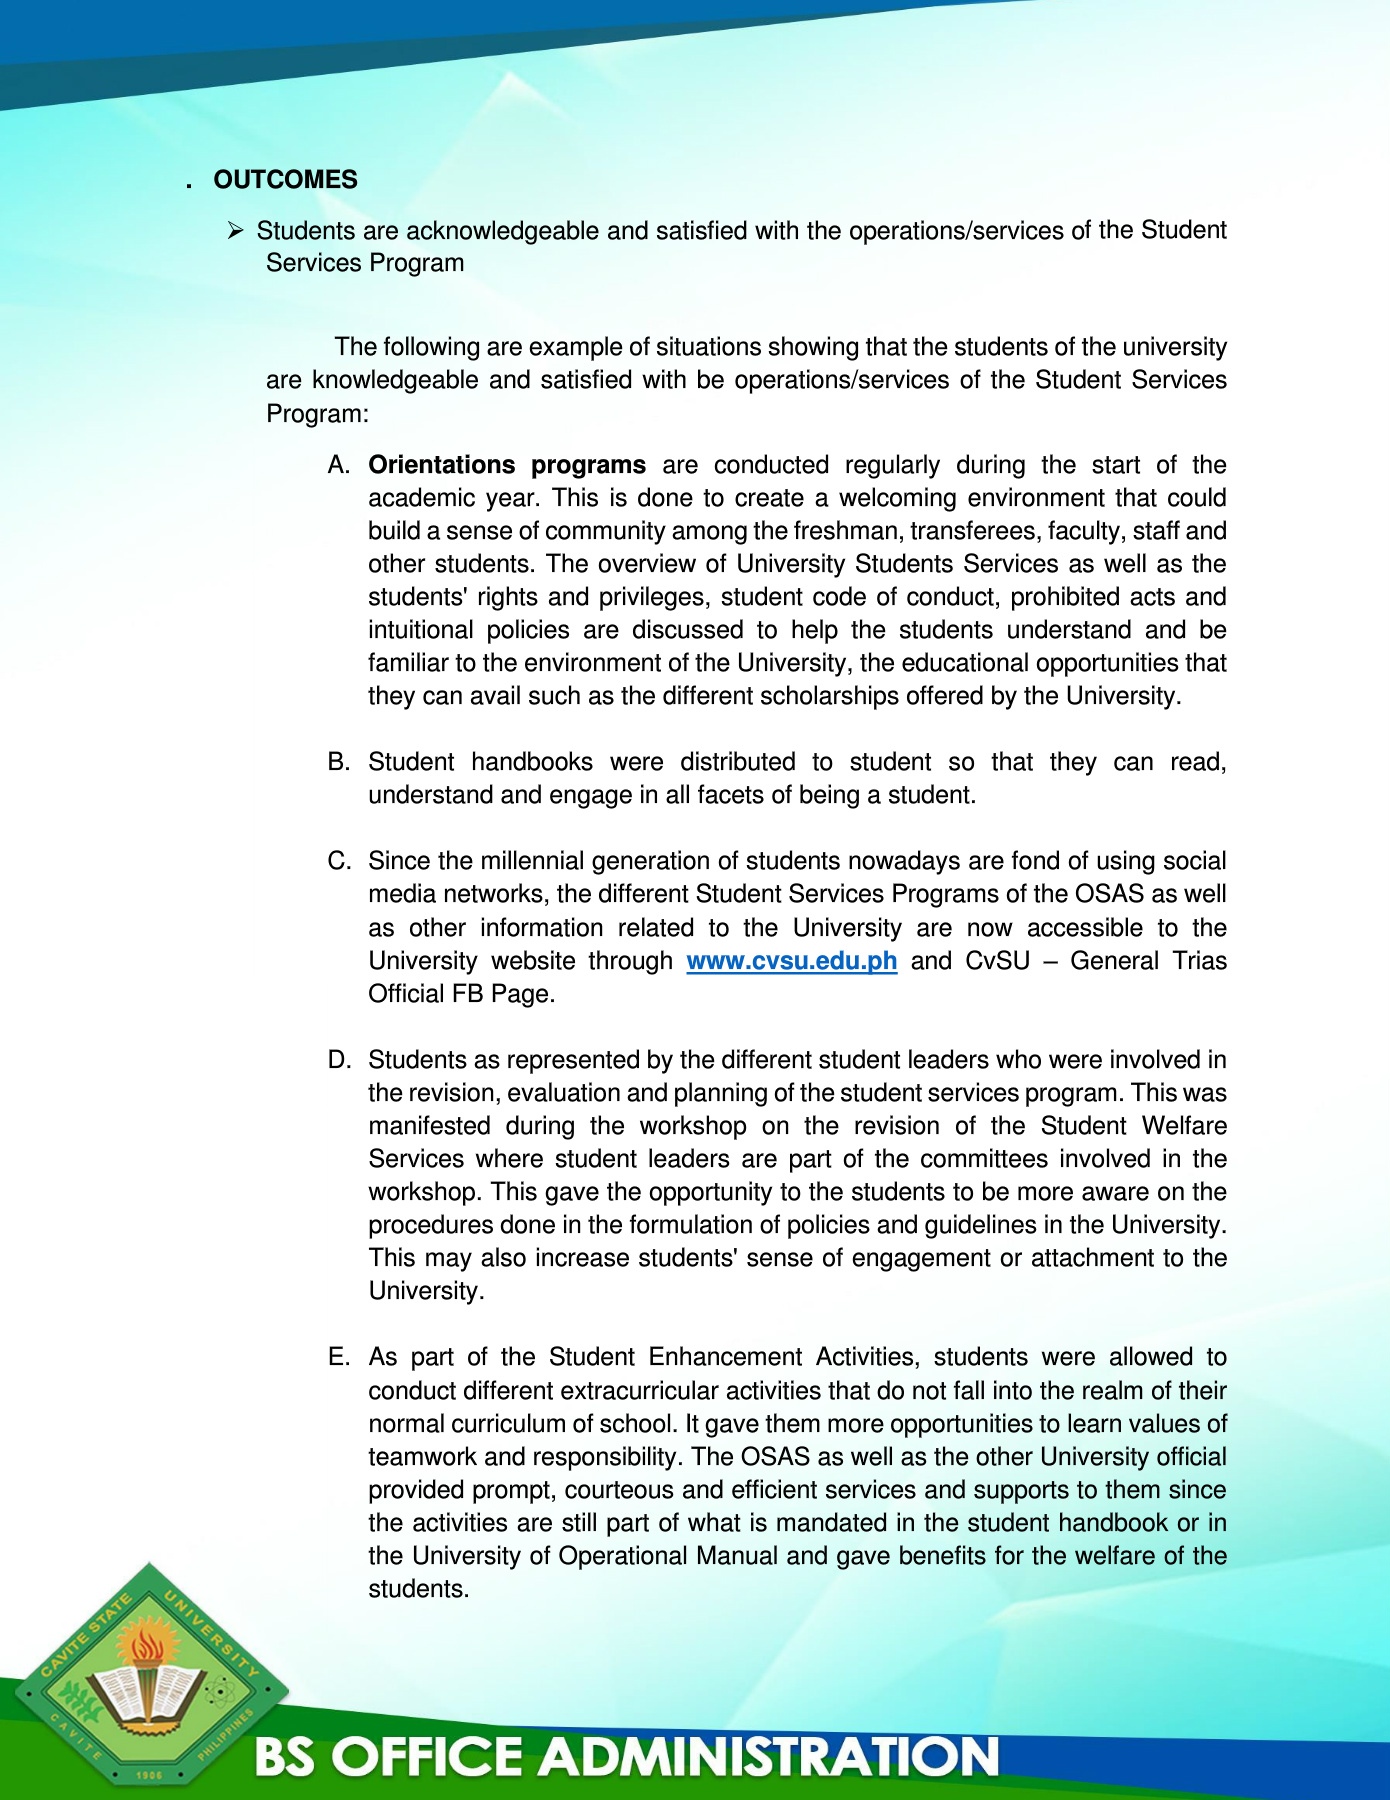 . OUTCOMES
➢ Students are acknowledgeable and satisfied with the operations/services of the Student
Services Program
The following are example of situations showing that the students of the university
are knowledgeable and satisfied with be operations/services of the Student Services
Program:
A. Orientations programs are conducted regularly during the start of the
academic year. This is done to create a welcoming environment that could
build a sense of community among the freshman, transferees, faculty, staff and
other students. The overview of University Students Services as well as the
students' rights and privileges, student code of conduct, prohibited acts and
intuitional policies are discussed to help the students understand and be
familiar to the environment of the University, the educational opportunities that
they can avail such as the different scholarships offered by the University.
B. Student handbooks were distributed to student so that they can read,
understand and engage in all facets of being a student.
C. Since the millennial generation of students nowadays are fond of using social
media networks, the different Student Services Programs of the OSAS as well
as other information related to the University are now accessible to the
University website through www.cvsu.edu.ph and CvSU – General Trias
Official FB Page.
D. Students as represented by the different student leaders who were involved in
the revision, evaluation and planning of the student services program. This was
manifested during the workshop on the revision of the Student Welfare
Services where student leaders are part of the committees involved in the
workshop. This gave the opportunity to the students to be more aware on the
procedures done in the formulation of policies and guidelines in the University.
This may also increase students' sense of engagement or attachment to the
University.
E. As part of the Student Enhancement Activities, students were allowed to
conduct different extracurricular activities that do not fall into the realm of their
normal curriculum of school. It gave them more opportunities to learn values of
teamwork and responsibility. The OSAS as well as the other University official
provided prompt, courteous and efficient services and supports to them since
the activities are still part of what is mandated in the student handbook or in
the University of Operational Manual and gave benefits for the welfare of the
students.
CAVITE STATE UNIVERSITY
CAVITE PHILIPPINES
1906
BS OFFICE ADMINISTRATION